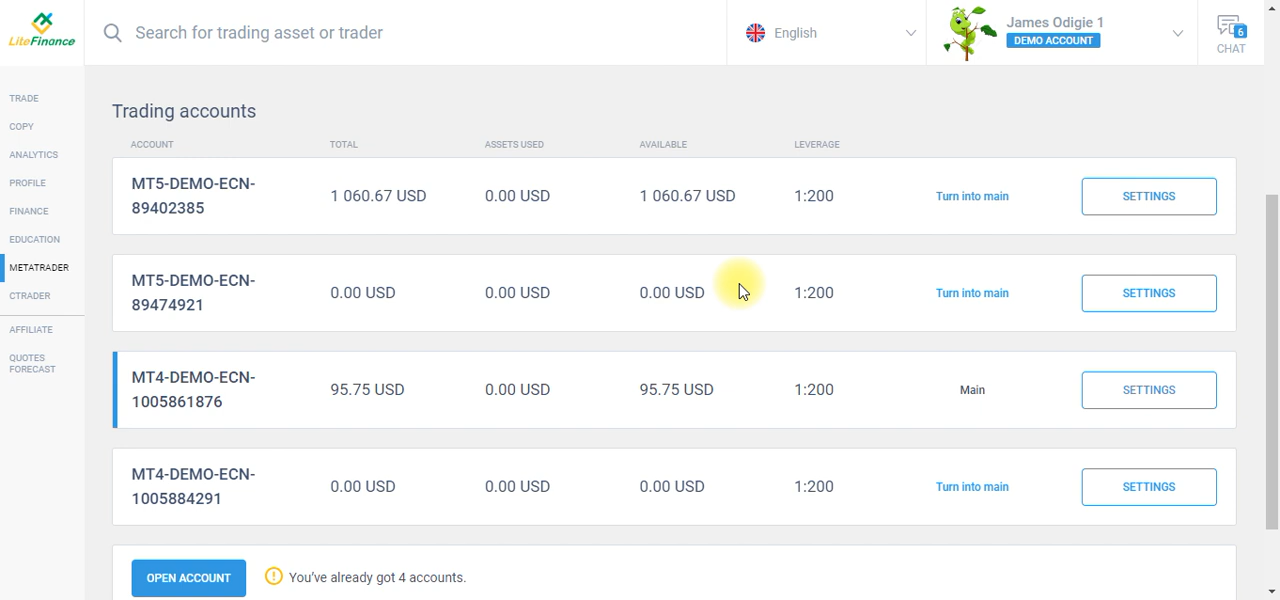 LiteFinance
Search for trading asset or trader
English
James Odigie 1
DEMO ACCOUNT
6
CHAT
TRADE
COPY
ANALYTICS
PROFILE
FINANCE
EDUCATION
METATRADER
CTRADER
AFFILIATE
QUOTES
FORECAST
Trading accounts
ACCOUNT TOTAL ASSETS USED AVAILABLE LEVERAGE
MT5-DEMO-ECN-
89402385
1 060.67 USD 0.00 USD 1 060.67 USD 1:200 Turn into main SETTINGS
MT5-DEMO-ECN-
89474921
0.00 USD 0.00 USD 0.00 USD 1:200 Turn into main SETTINGS
MT4-DEMO-ECN-
1005861876
95.75 USD 0.00 USD 95.75 USD 1:200 Main SETTINGS
MT4-DEMO-ECN-
1005884291
0.00 USD 0.00 USD 0.00 USD 1:200 Turn into main SETTINGS
OPEN ACCOUNT You've already got 4 accounts.